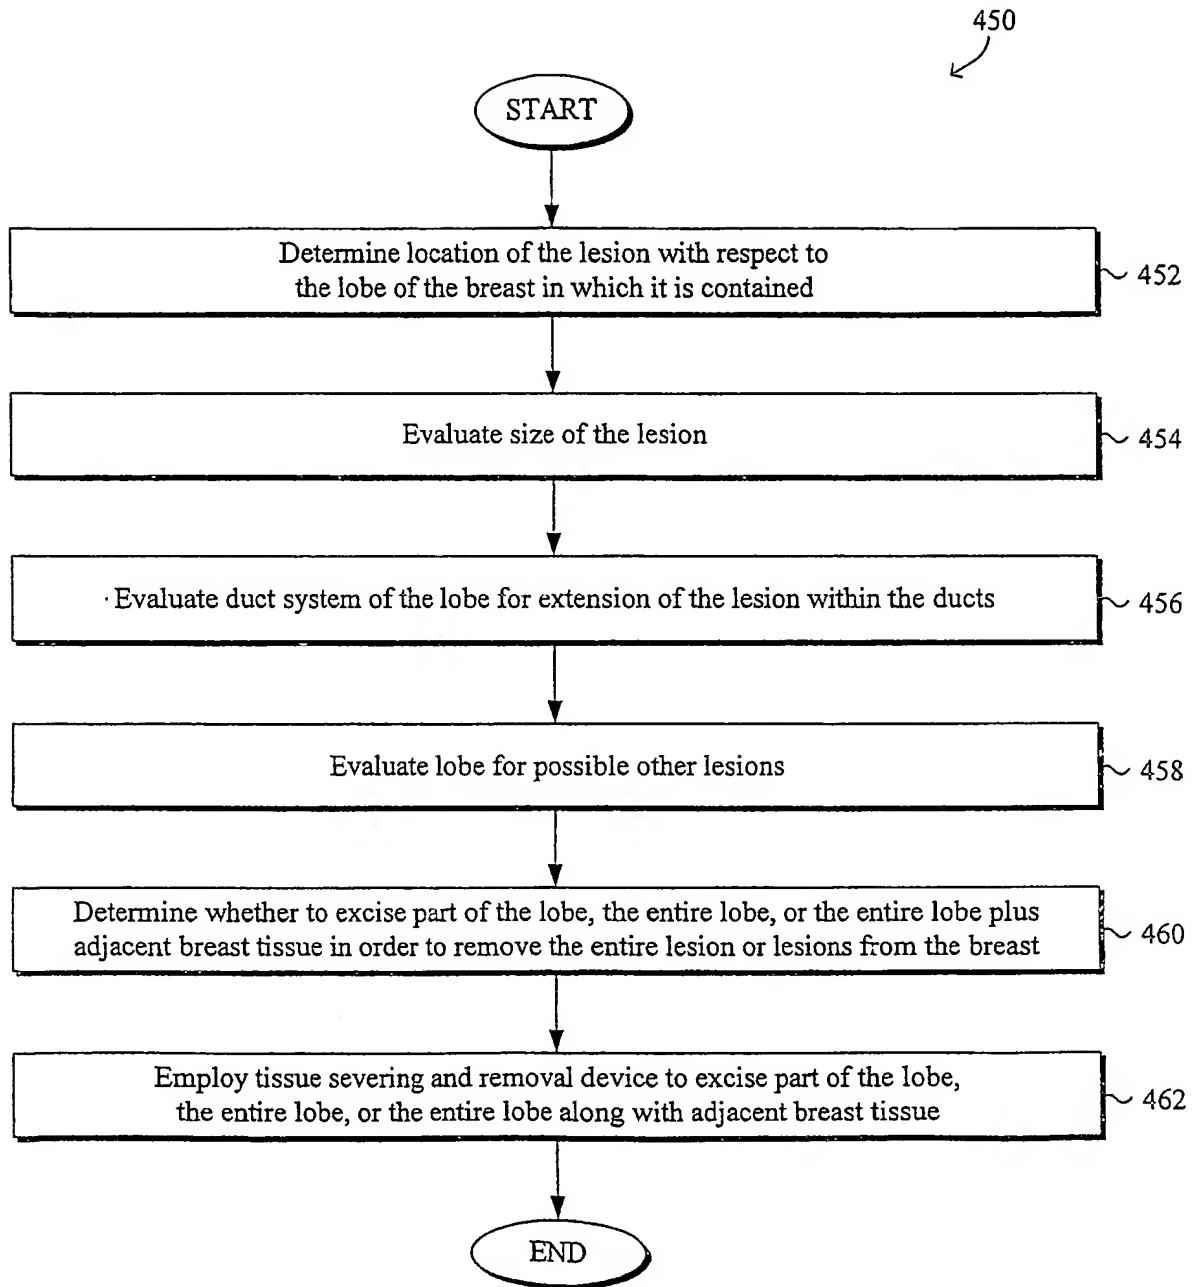 450
START
Determine location of the lesion with respect to
the lobe of the breast in which it is contained
452
Evaluate size of the lesion
454
Evaluate duct system of the lobe for extension of the lesion within the ducts
456
Evaluate lobe for possible other lesions
458
Determine whether to excise part of the lobe, the entire lobe, or the entire lobe plus
adjacent breast tissue in order to remove the entire lesion or lesions from the breast
460
Employ tissue severing and removal device to excise part of the lobe,
the entire lobe, or the entire lobe along with adjacent breast tissue
462
END